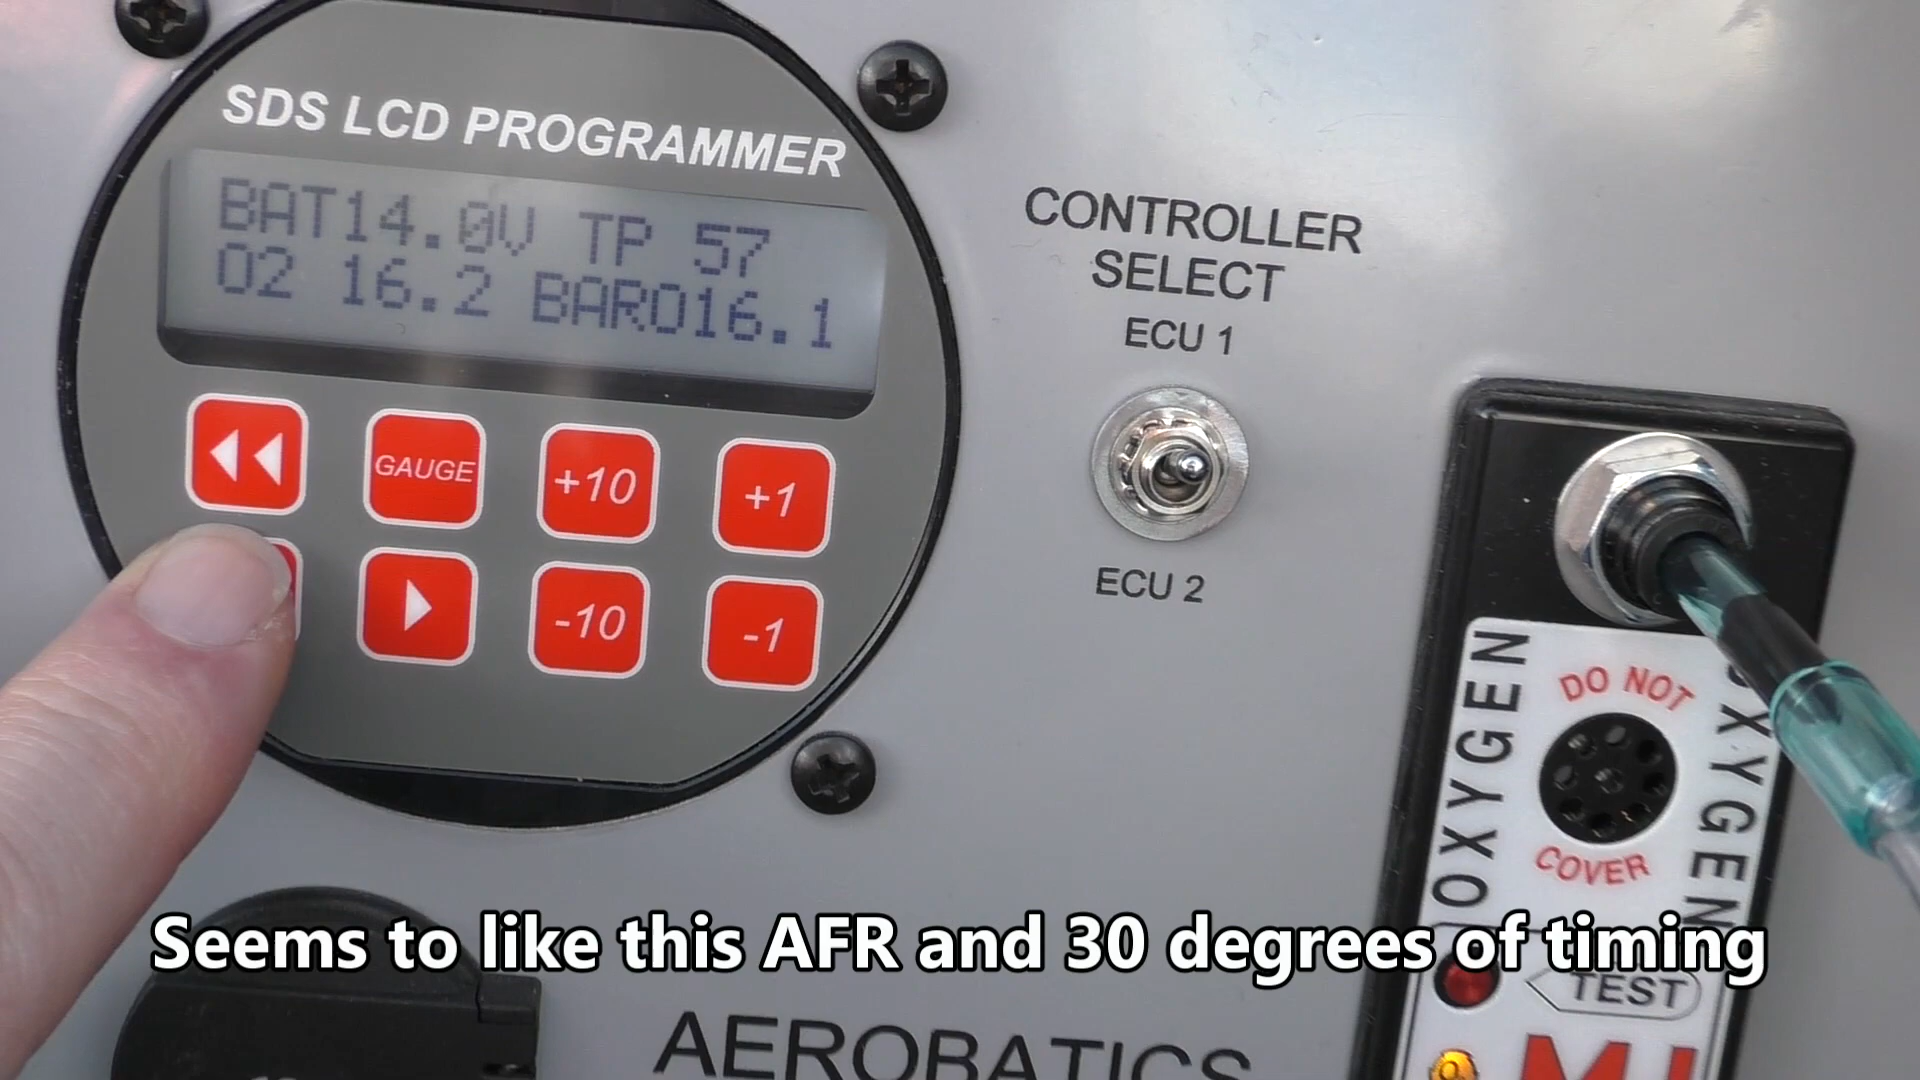 SDS LCD PROGRAMMER
BAT14.0V TP 57
O2 16.2 BARO16.1
GAUGE
+10
+1
-10
-1
CONTROLLER
SELECT
ECU 1
ECU 2
OXYGEN
DO NOT
COVER
OXYGEN
TEST
Seems to like this AFR and 30 degrees of timing
AEROBATICS